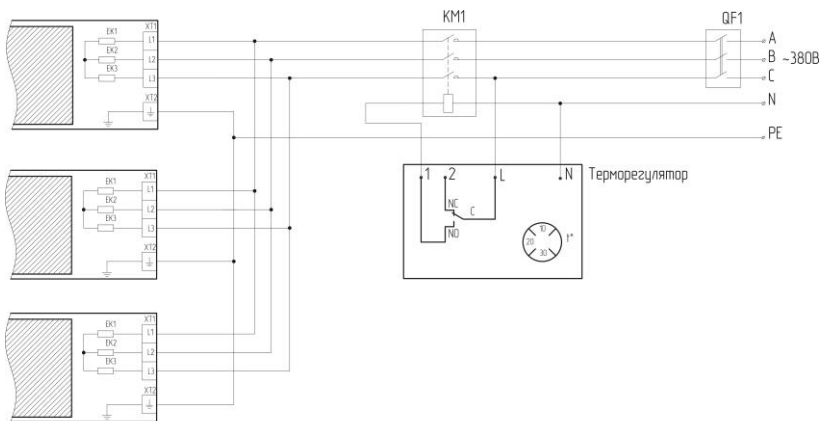 KM1
QF1
A
B ~380В
C
N
PE
EK1
EK2
EK3
XT1
L1
L2
L3
XT2
1 2 L N Терморегулятор
NC
C
NO
10
20
30
t°
EK1
EK2
EK3
XT1
L1
L2
L3
XT2
EK1
EK2
EK3
XT1
L1
L2
L3
XT2